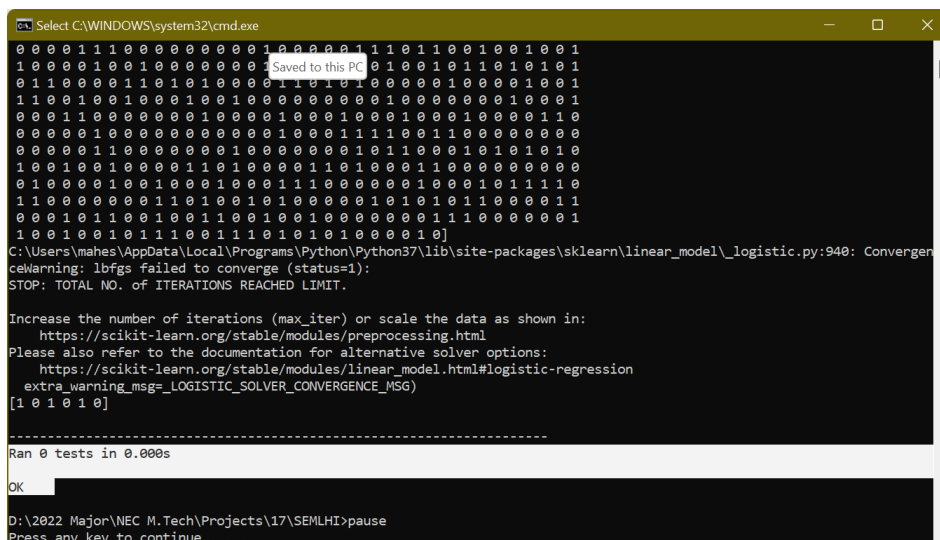 Select C:\WINDOWS\system32\cmd.exe
0 0 0 0 1 1 1 0 0 0 0 0 0 0 0 0 1 0 0 0 0 0 1 1 1 0 1 1 0 0 1 0 0 1 0 0 1
1 0 0 0 0 1 0 0 1 0 0 0 0 0 0 0 1 Saved to this PC 0 1 0 0 1 0 1 1 0 1 0 1 0 1
0 1 1 0 0 0 0 1 1 0 1 0 1 0 0 0 0 1 1 0 1 0 1 0 0 0 0 0 1 0 0 0 1 0 0 1
1 1 0 0 1 0 0 1 0 0 0 1 0 0 1 0 0 0 0 0 0 0 0 0 0 1 0 0 0 0 0 0 0 1 0 0 0 1
0 0 0 1 1 0 0 0 0 0 0 0 1 0 0 0 0 1 0 0 0 1 0 0 0 1 0 0 0 1 0 0 0 0 1 1 0
0 0 0 0 0 1 0 0 0 0 0 0 0 0 0 0 0 1 0 0 0 1 1 1 1 0 0 1 1 0 0 0 0 0 0 0 0
0 0 0 0 0 1 1 0 0 0 0 0 0 1 0 0 0 0 0 0 0 1 0 1 1 0 0 0 1 0 1 0 1 0 1 0
1 0 0 1 0 0 1 0 0 0 0 1 1 0 1 0 0 0 0 1 1 0 1 0 0 0 1 1 0 0 0 0 0 0 0 0 0
0 1 0 0 0 0 1 0 0 1 0 0 0 1 0 0 0 1 1 1 0 0 0 0 0 0 1 0 0 0 1 0 1 1 1 1 0
1 1 0 0 0 0 0 0 0 1 1 0 1 0 0 1 0 1 0 0 0 0 0 1 0 1 0 1 0 1 1 0 0 0 0 1 1
0 0 0 1 0 1 1 0 0 1 0 0 1 1 0 0 1 0 0 1 0 0 0 0 0 0 0 1 1 1 0 0 0 0 0 0 1
1 0 0 1 0 0 1 0 1 1 1 0 0 1 1 1 0 1 0 1 0 1 0 0 0 0 1 0]
C:\Users\mahes\AppData\Local\Programs\Python\Python37\lib\site-packages\sklearn\linear_model\_logistic.py:940: Convergen
ceWarning: lbfgs failed to converge (status=1):
STOP: TOTAL NO. of ITERATIONS REACHED LIMIT.
Increase the number of iterations (max_iter) or scale the data as shown in:
https://scikit-learn.org/stable/modules/preprocessing.html
Please also refer to the documentation for alternative solver options:
https://scikit-learn.org/stable/modules/linear_model.html#logistic-regression
extra_warning_msg=_LOGISTIC_SOLVER_CONVERGENCE_MSG)
[1 0 1 0 1 0]
----------------------------------------------------------------------
Ran 0 tests in 0.000s
OK
D:\2022 Major\NEC M.Tech\Projects\17\SEMLHI>pause
Press any key to continue